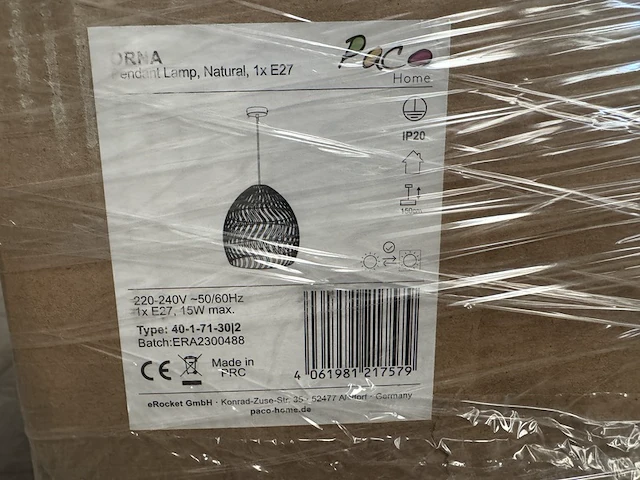 ORNA
Pendant Lamp, Natural, 1x E27
Paco
Home
IP20
150cm
220-240V ~50/60Hz
1x E27, 15W max.
Type: 40-1-71-30|2
Batch:ERA2300488
CE
Made in
PRC
4 061981 217579
eRocket GmbH · Konrad-Zuse-Str. 35 · 52477 Alsdorf · Germany
paco-home.de